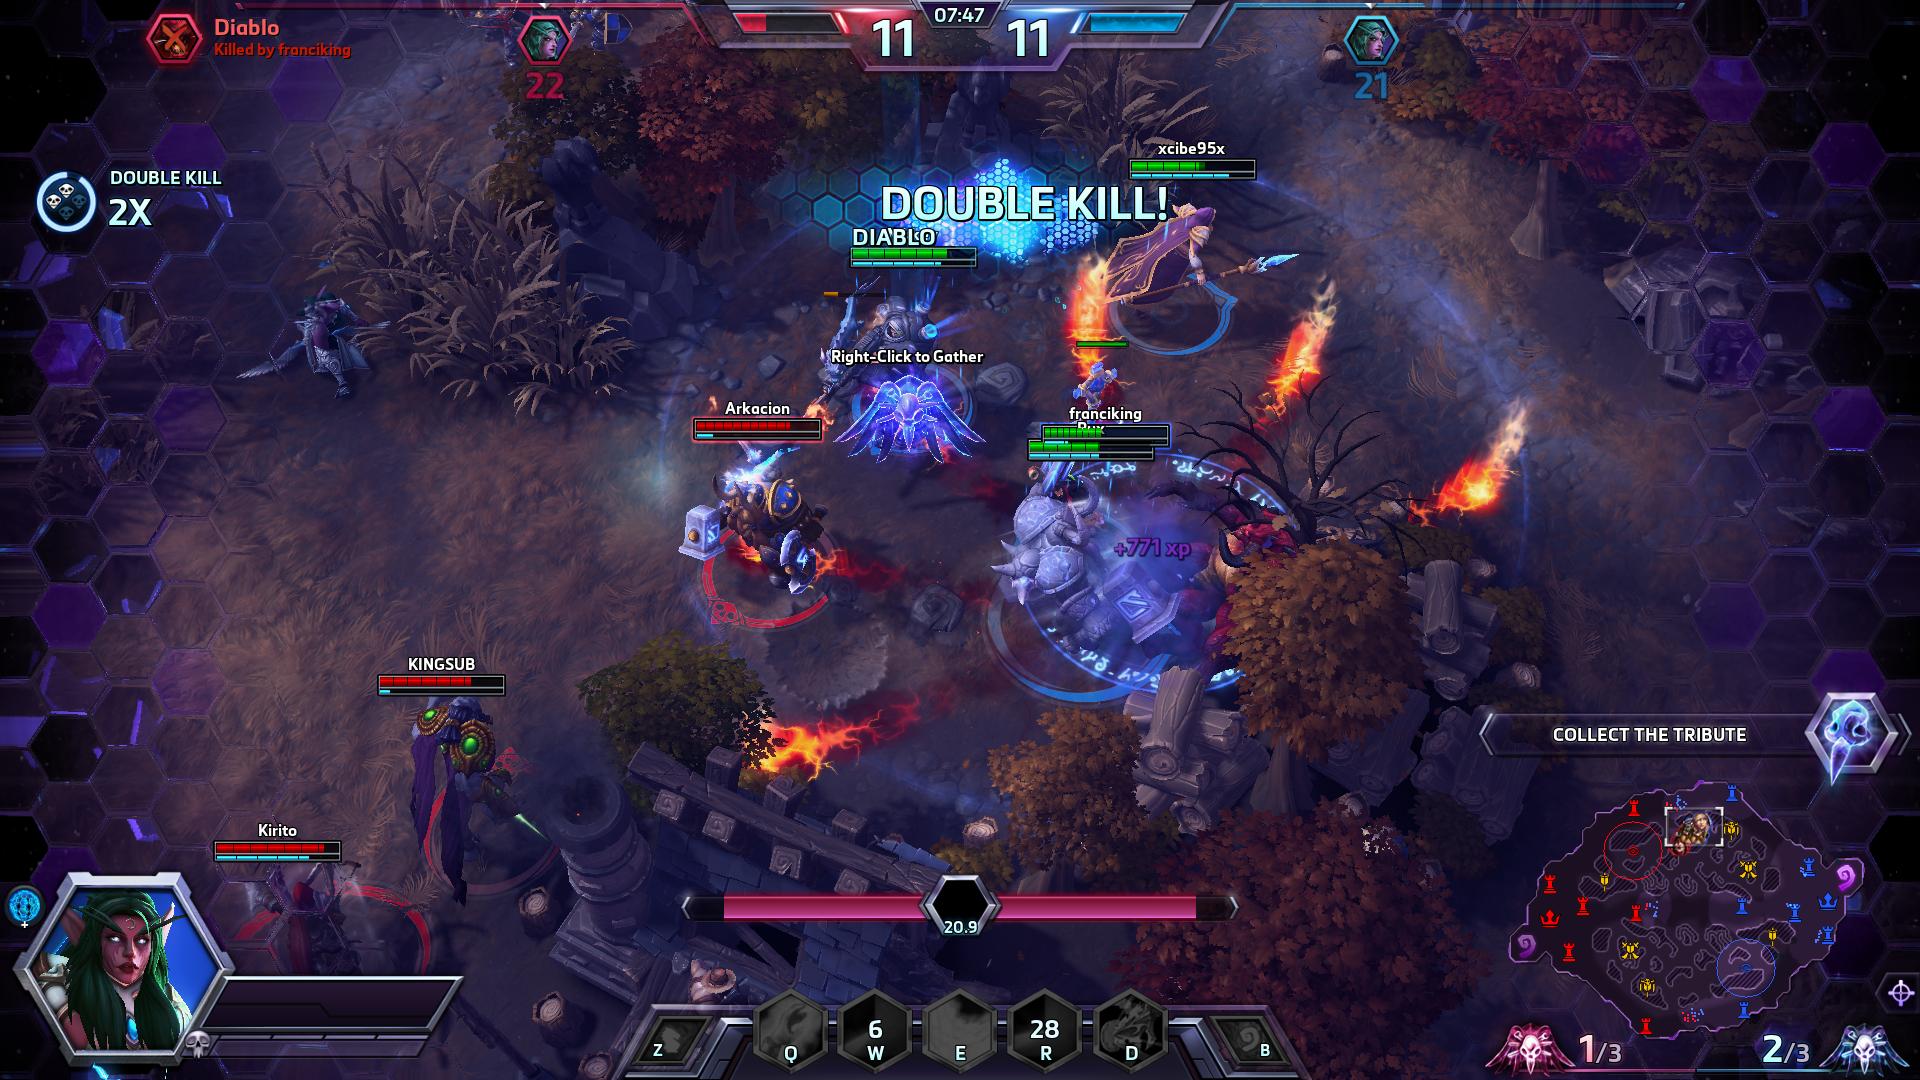 Diablo
Killed by franciking
22
11
07:47
11
21
DOUBLE KILL
2X
DOUBLE KILL!
xcibe95x
DIABLO
Right-Click to Gather
Arkacion
franciking
+771 xp
KINGSUB
COLLECT THE TRIBUTE
Kirito
20.9
Z
Q
6
W
E
28
R
D
B
1/3
2/3